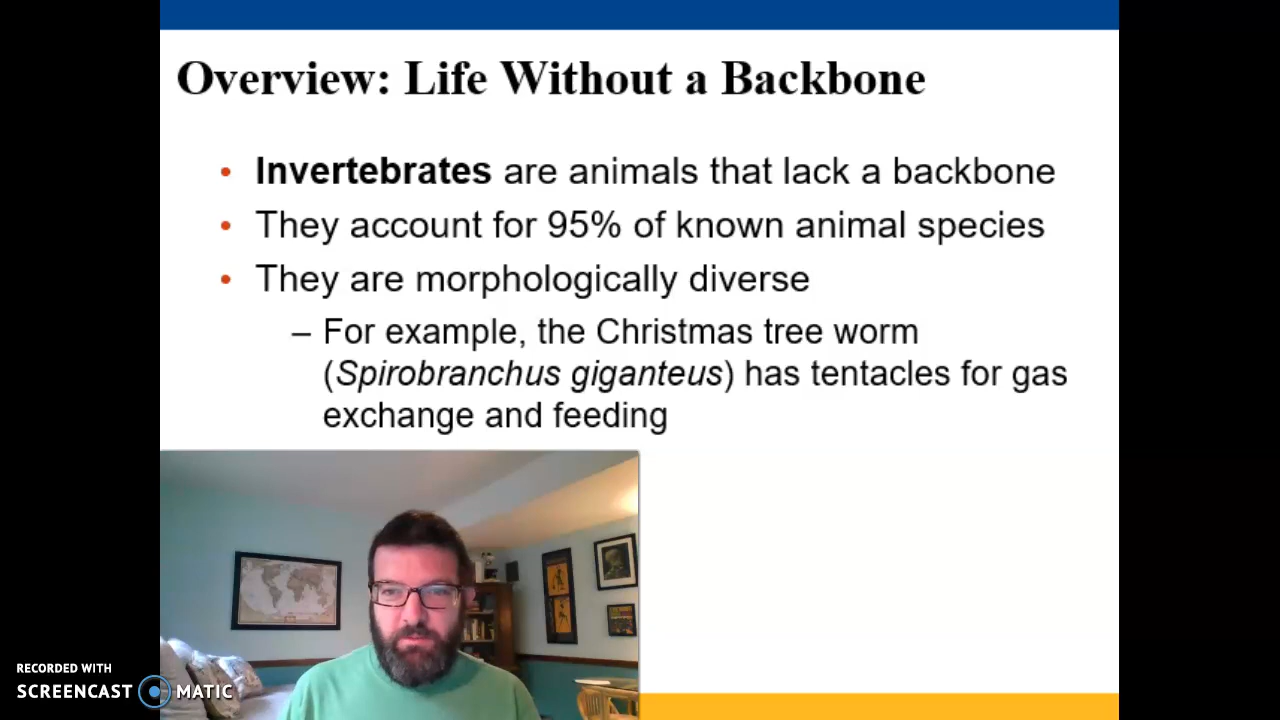 Overview: Life Without a Backbone
• Invertebrates are animals that lack a backbone
• They account for 95% of known animal species
• They are morphologically diverse
– For example, the Christmas tree worm
(Spirobranchus giganteus) has tentacles for gas
exchange and feeding
RECORDED WITH
SCREENCAST MATIC